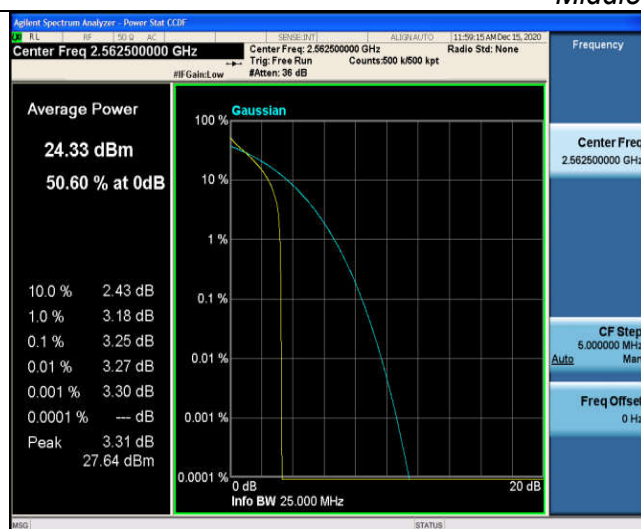 Middle
Agilent Spectrum Analyzer - Power Stat CCDF
RL RF 50 Ω AC SENSE:INT ALIGN AUTO 11:59:15 AM Dec 15, 2020
Center Freq 2.562500000 GHz
Center Freq: 2.562500000 GHz Radio Std: None
Trig: Free Run Counts:500 k/500 kpt
#IFGain:Low #Atten: 36 dB
Frequency
Average Power
24.33 dBm
50.60 % at 0dB
10.0 % 2.43 dB
1.0 % 3.18 dB
0.1 % 3.25 dB
0.01 % 3.27 dB
0.001 % 3.30 dB
0.0001 % --- dB
Peak 3.31 dB
27.64 dBm
Gaussian
100 %
10 %
1 %
0.1 %
0.01 %
0.001 %
0.0001 %
0 dB 20 dB
Info BW 25.000 MHz
Center Freq
2.562500000 GHz
CF Step
5.000000 MHz
Auto Man
Freq Offset
0 Hz
MSG STATUS